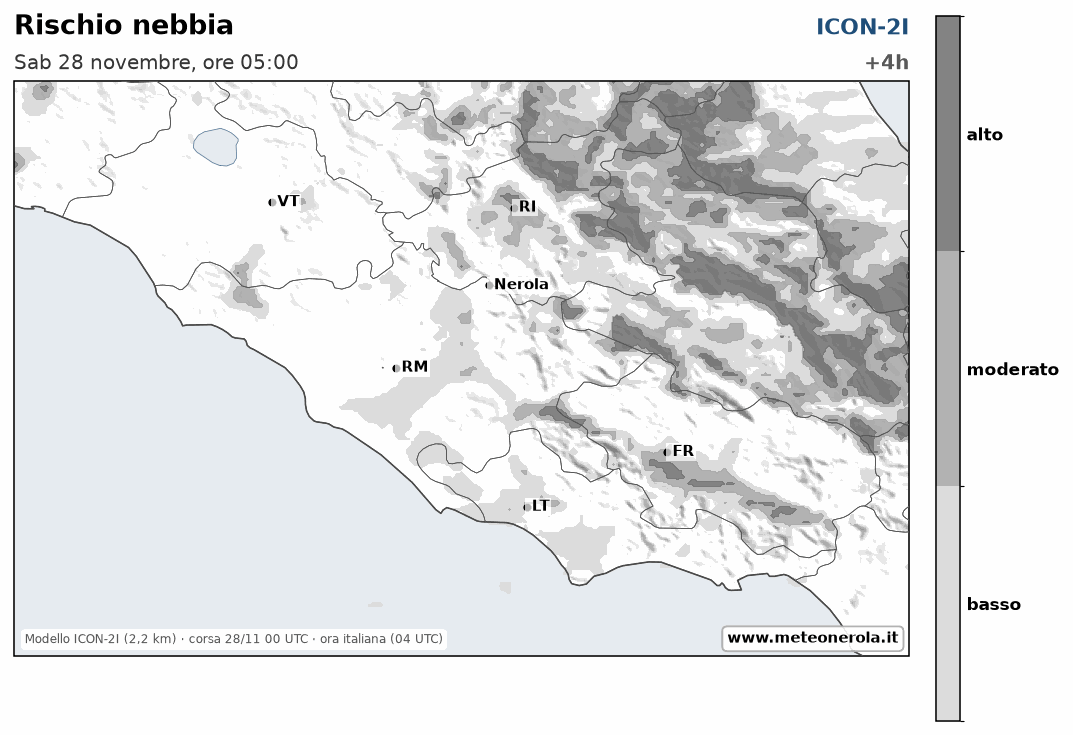 Rischio nebbia
ICON-2I
Sab 28 novembre, ore 05:00
+4h
alto
VT
RI
Nerola
RM
moderato
FR
LT
basso
Modello ICON-2I (2,2 km) · corsa 28/11 00 UTC · ora italiana (04 UTC)
www.meteonerola.it